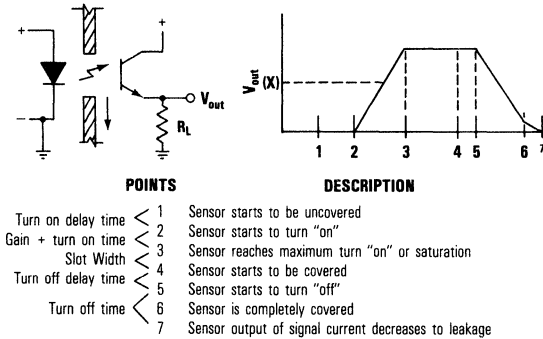 +
+
−
Vout
RL
Vout (X)
1 2 3 4 5 6 7
POINTS DESCRIPTION
Turn on delay time < 1 Sensor starts to be uncovered
Gain + turn on time < 2 Sensor starts to turn "on"
Slot Width < 3 Sensor reaches maximum turn "on" or saturation
Turn off delay time < 4 Sensor starts to be covered
5 Sensor starts to turn "off"
Turn off time < 6 Sensor is completely covered
7 Sensor output of signal current decreases to leakage